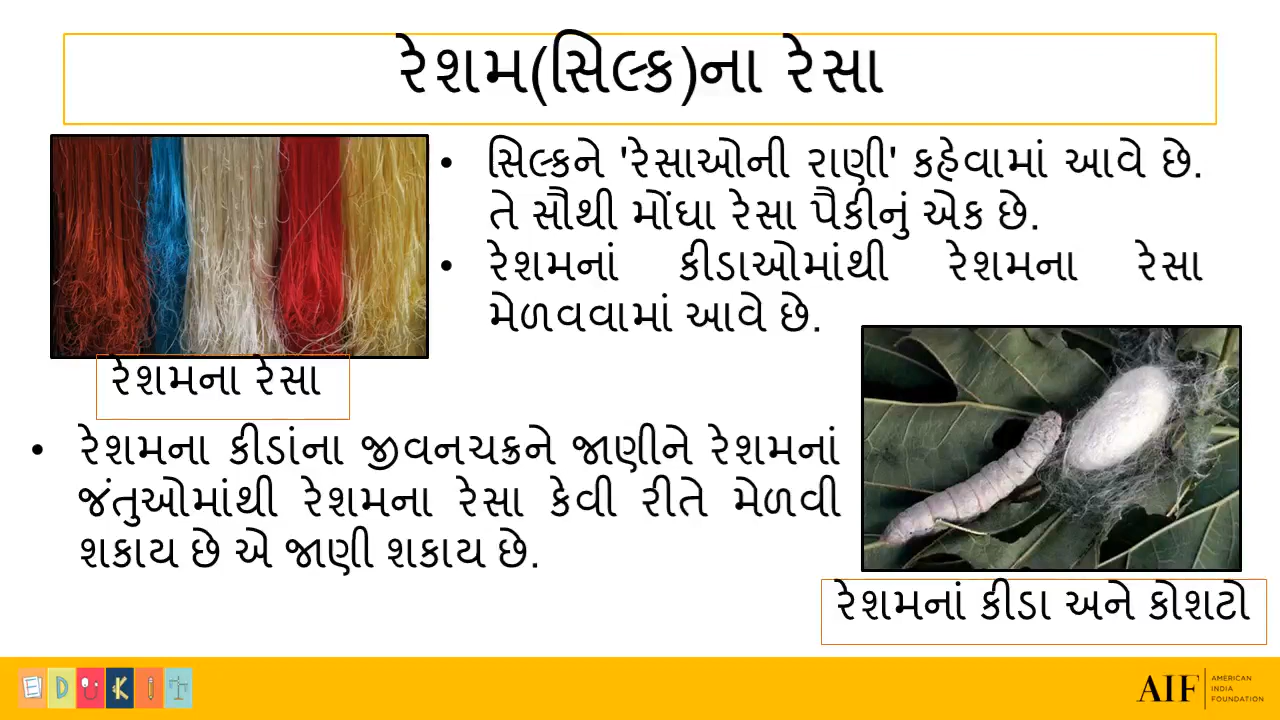 રેશમ(સિલ્ક)ના રેસા
• સિલ્કને 'રેસાઓની રાણી' કહેવામાં આવે છે.
તે સૌથી મોંઘા રેસા પૈકીનું એક છે.
• રેશમનાં કીડાઓમાંથી રેશમના રેસા
મેળવવામાં આવે છે.
રેશમના રેસા
• રેશમના કીડાંના જીવનચક્રને જાણીને રેશમનાં
જંતુઓમાંથી રેશમના રેસા કેવી રીતે મેળવી
શકાય છે એ જાણી શકાય છે.
રેશમનાં કીડા અને કોશટો
EDUKIT
AIF
AMERICAN
INDIA
FOUNDATION